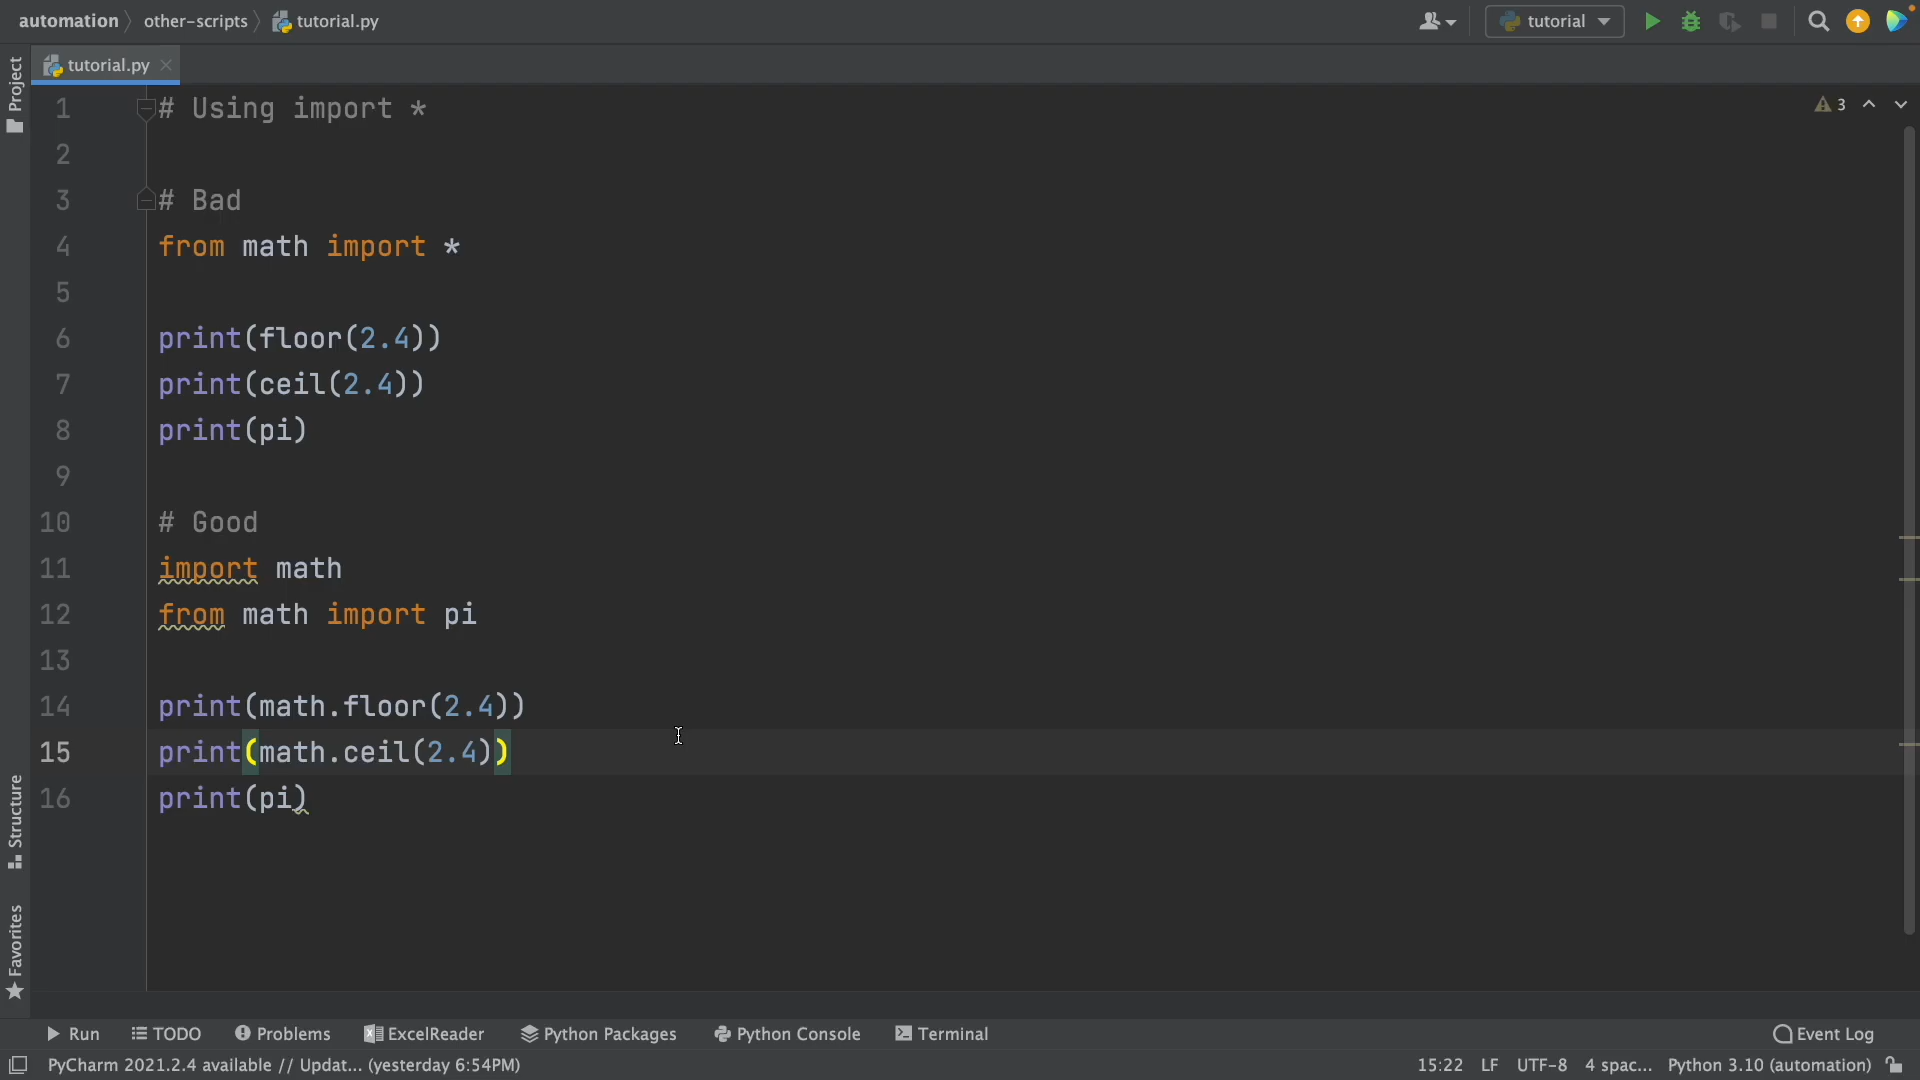 automation other-scripts tutorial.py
tutorial
tutorial.py
Project
3
1 # Using import *
2
3 # Bad
4 from math import *
5
6 print(floor(2.4))
7 print(ceil(2.4))
8 print(pi)
9
10 # Good
11 import math
12 from math import pi
13
14 print(math.floor(2.4))
15 print(math.ceil(2.4))
16 print(pi)
Structure
Favorites
Run TODO Problems ExcelReader Python Packages Python Console Terminal Event Log
PyCharm 2021.2.4 available // Updat... (yesterday 6:54PM) 15:22 LF UTF-8 4 spac... Python 3.10 (automation)